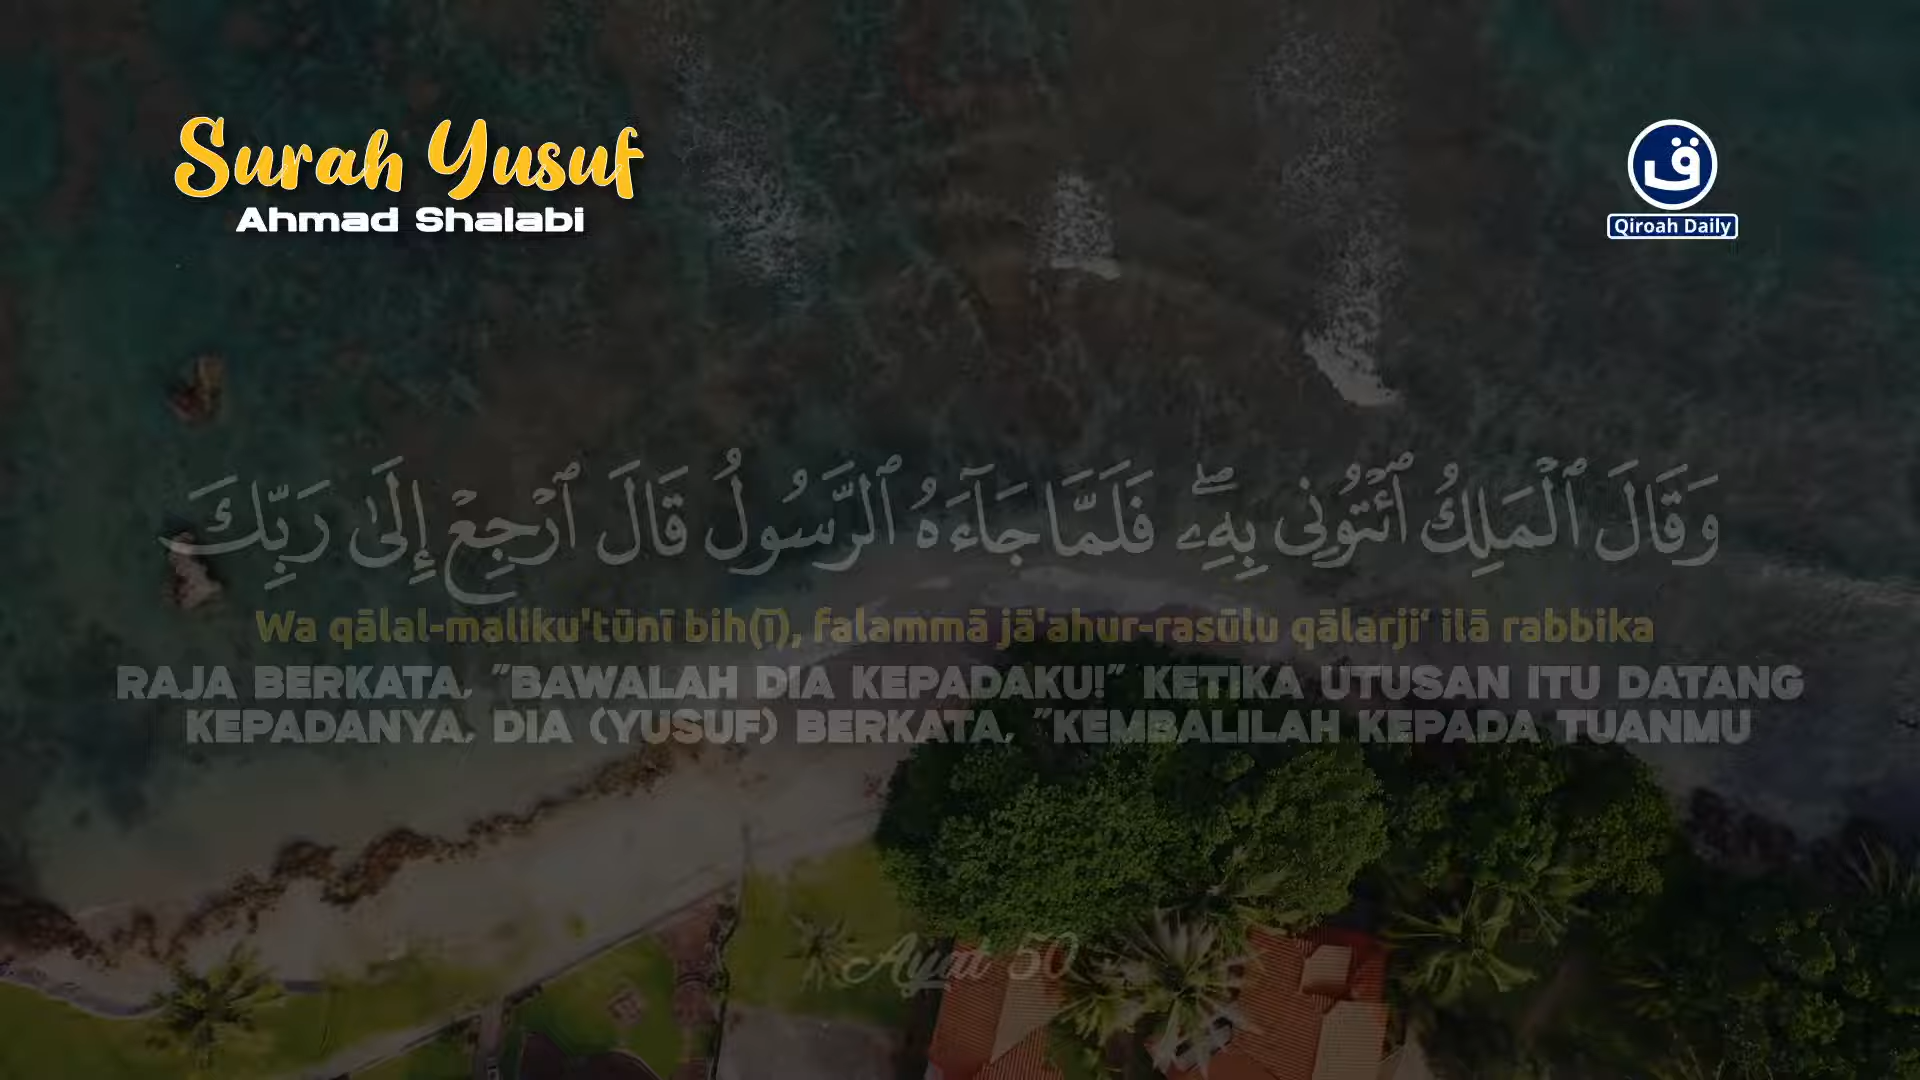 Surah Yusuf
Ahmad Shalabi
ق
Qiroah Daily
وَقَالَ ٱلْمَلِكُ ٱئْتُونِى بِهِۦ ۖ فَلَمَّا جَآءَهُ ٱلرَّسُولُ قَالَ ٱرْجِعْ إِلَىٰ رَبِّكَ
Wa qālal-maliku'tūnī bih(ī), falammā jā'ahur-rasūlu qālarji‘ ilā rabbika
RAJA BERKATA, "BAWALAH DIA KEPADAKU!" KETIKA UTUSAN ITU DATANG
KEPADANYA, DIA (YUSUF) BERKATA, "KEMBALILAH KEPADA TUANMU
Ayat 50